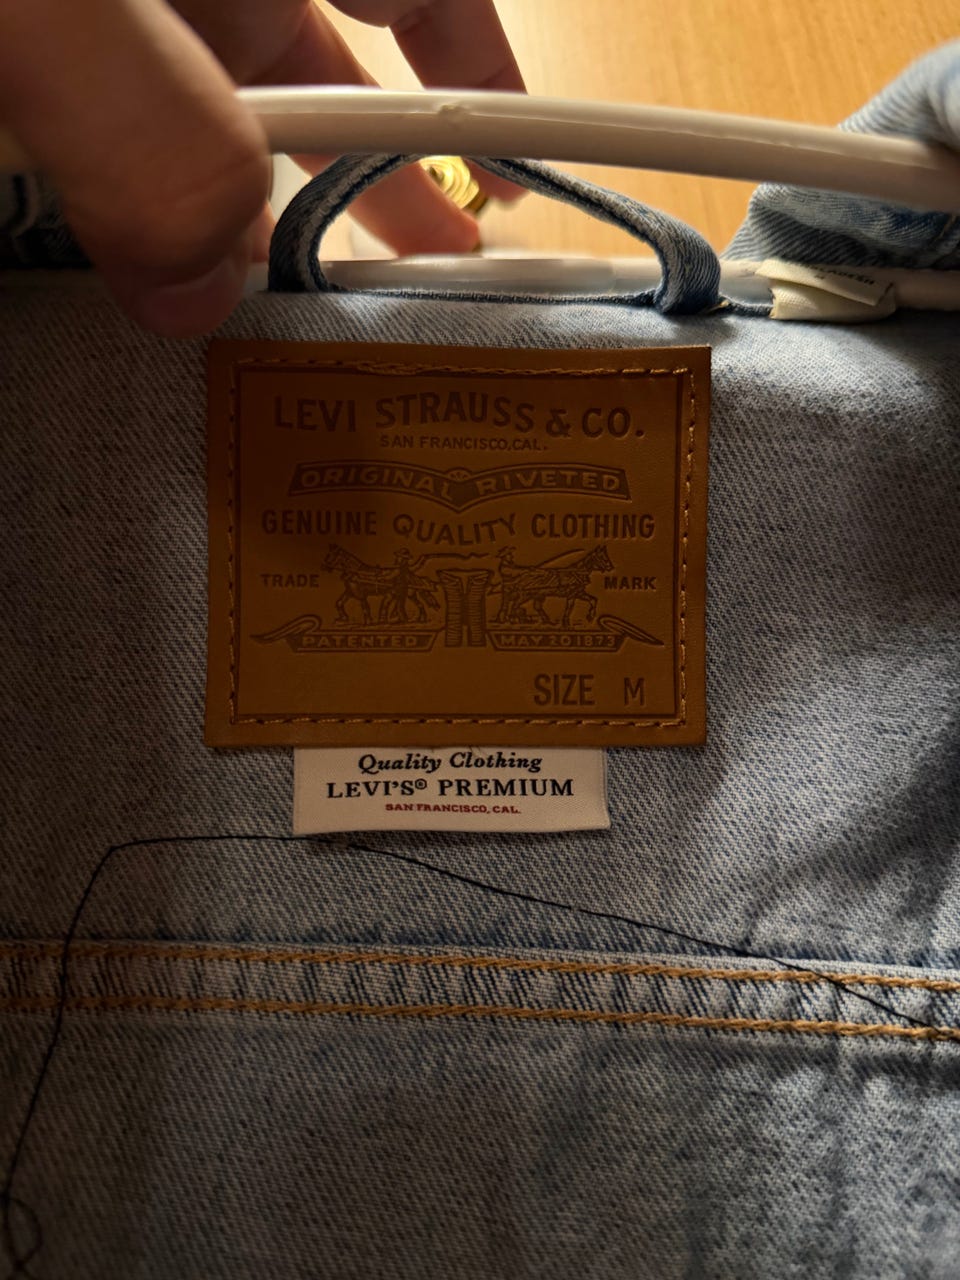 LEVI STRAUSS & CO.
SAN FRANCISCO, CAL.
ORIGINAL RIVETED
GENUINE QUALITY CLOTHING
TRADE MARK
PATENTED MAY 20 1873
SIZE M
Quality Clothing
LEVI'S® PREMIUM
SAN FRANCISCO, CAL.